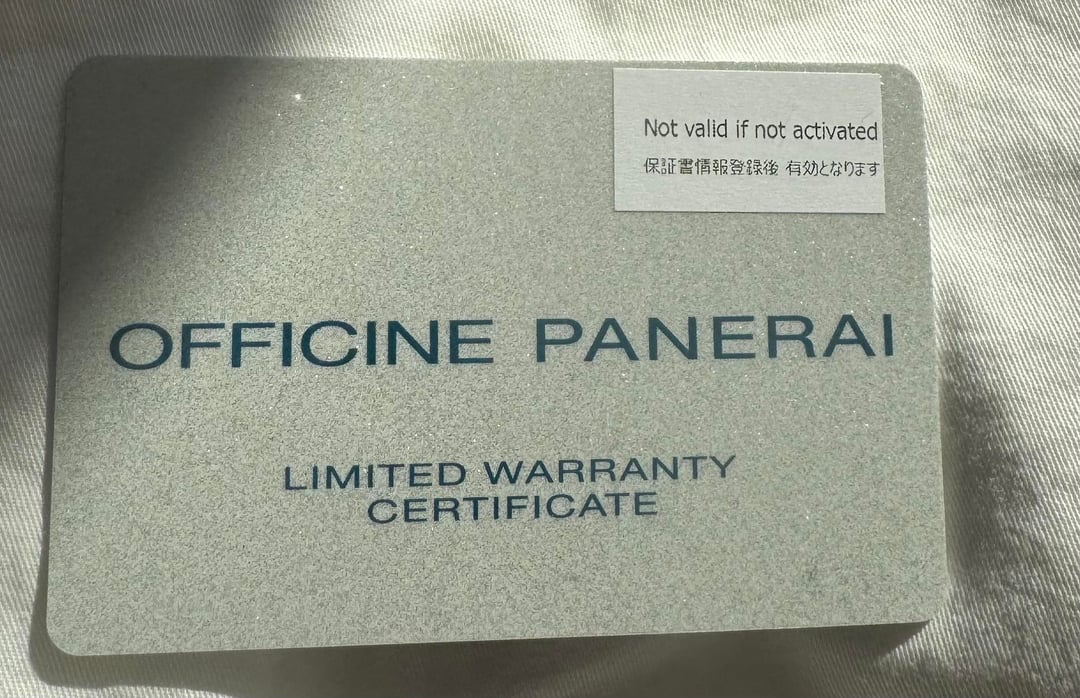 Not valid if not activated
保証書情報登録後 有効となります
OFFICINE PANERAI
LIMITED WARRANTY
CERTIFICATE